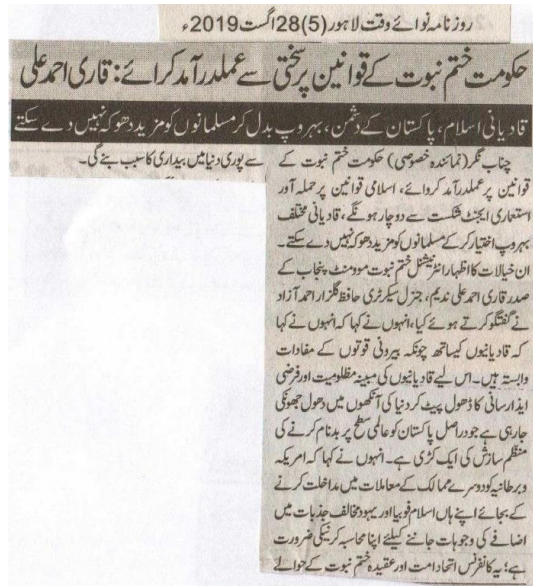 روزنامہ نوائے وقت لاہور (5) 28 اگست 2019ء
حکومت ختم نبوت کے قوانین پر سختی سے عملدرآمد کرائے: قاری احمد علی
قادیانی اسلام، پاکستان کے دشمن، بہروپ بدل کر مسلمانوں کو مزید دھوکہ نہیں دے سکتے
چناب نگر (نمائندہ خصوصی) حکومت ختم نبوت کے
قوانین پر عملدرآمد کروائے، اسلامی قوانین پر حملہ آور
استعماری ایجنٹ شکست سے دوچار ہونگے، قادیانی مختلف
بہروپ اختیار کر کے مسلمانوں کو مزید دھوکہ نہیں دے سکتے۔
ان خیالات کا اظہار انٹرنیشنل ختم نبوت موومنٹ پنجاب کے
صدر قاری احمد علی ندیم، جنرل سیکرٹری حافظ گلزار احمد آزاد
نے گفتگو کرتے ہوئے کیا، انہوں نے کہا کہ انہوں نے کہا
کہ قادیانیوں کیساتھ چونکہ بیرونی قوتوں کے مفادات
وابستہ ہیں۔ اس لیے قادیانیوں کی مبینہ مظلومیت اور فرضی
ایذا رسانی کا ڈھول پیٹ کر دنیا کی آنکھوں میں دھول جھونکی
جا رہی ہے جو دراصل پاکستان کو عالمی سطح پر بدنام کرنے کی
منظم سازش کی ایک کڑی ہے۔ انہوں نے کہا کہ امریکہ
و برطانیہ کو دوسرے ممالک کے معاملات میں مداخلت کرنے
کے بجائے اپنے ہاں اسلام فوبیا اور یہود مخالف جذبات میں
اضافے کی وجوہات جاننے کیلئے اپنا محاسبہ کرنیکی ضرورت
ہے؛ یہ کانفرنس اتحاد امت اور عقیدہ ختم نبوت کے حوالے
سے پوری دنیا میں بیداری کا سبب بنے گی۔